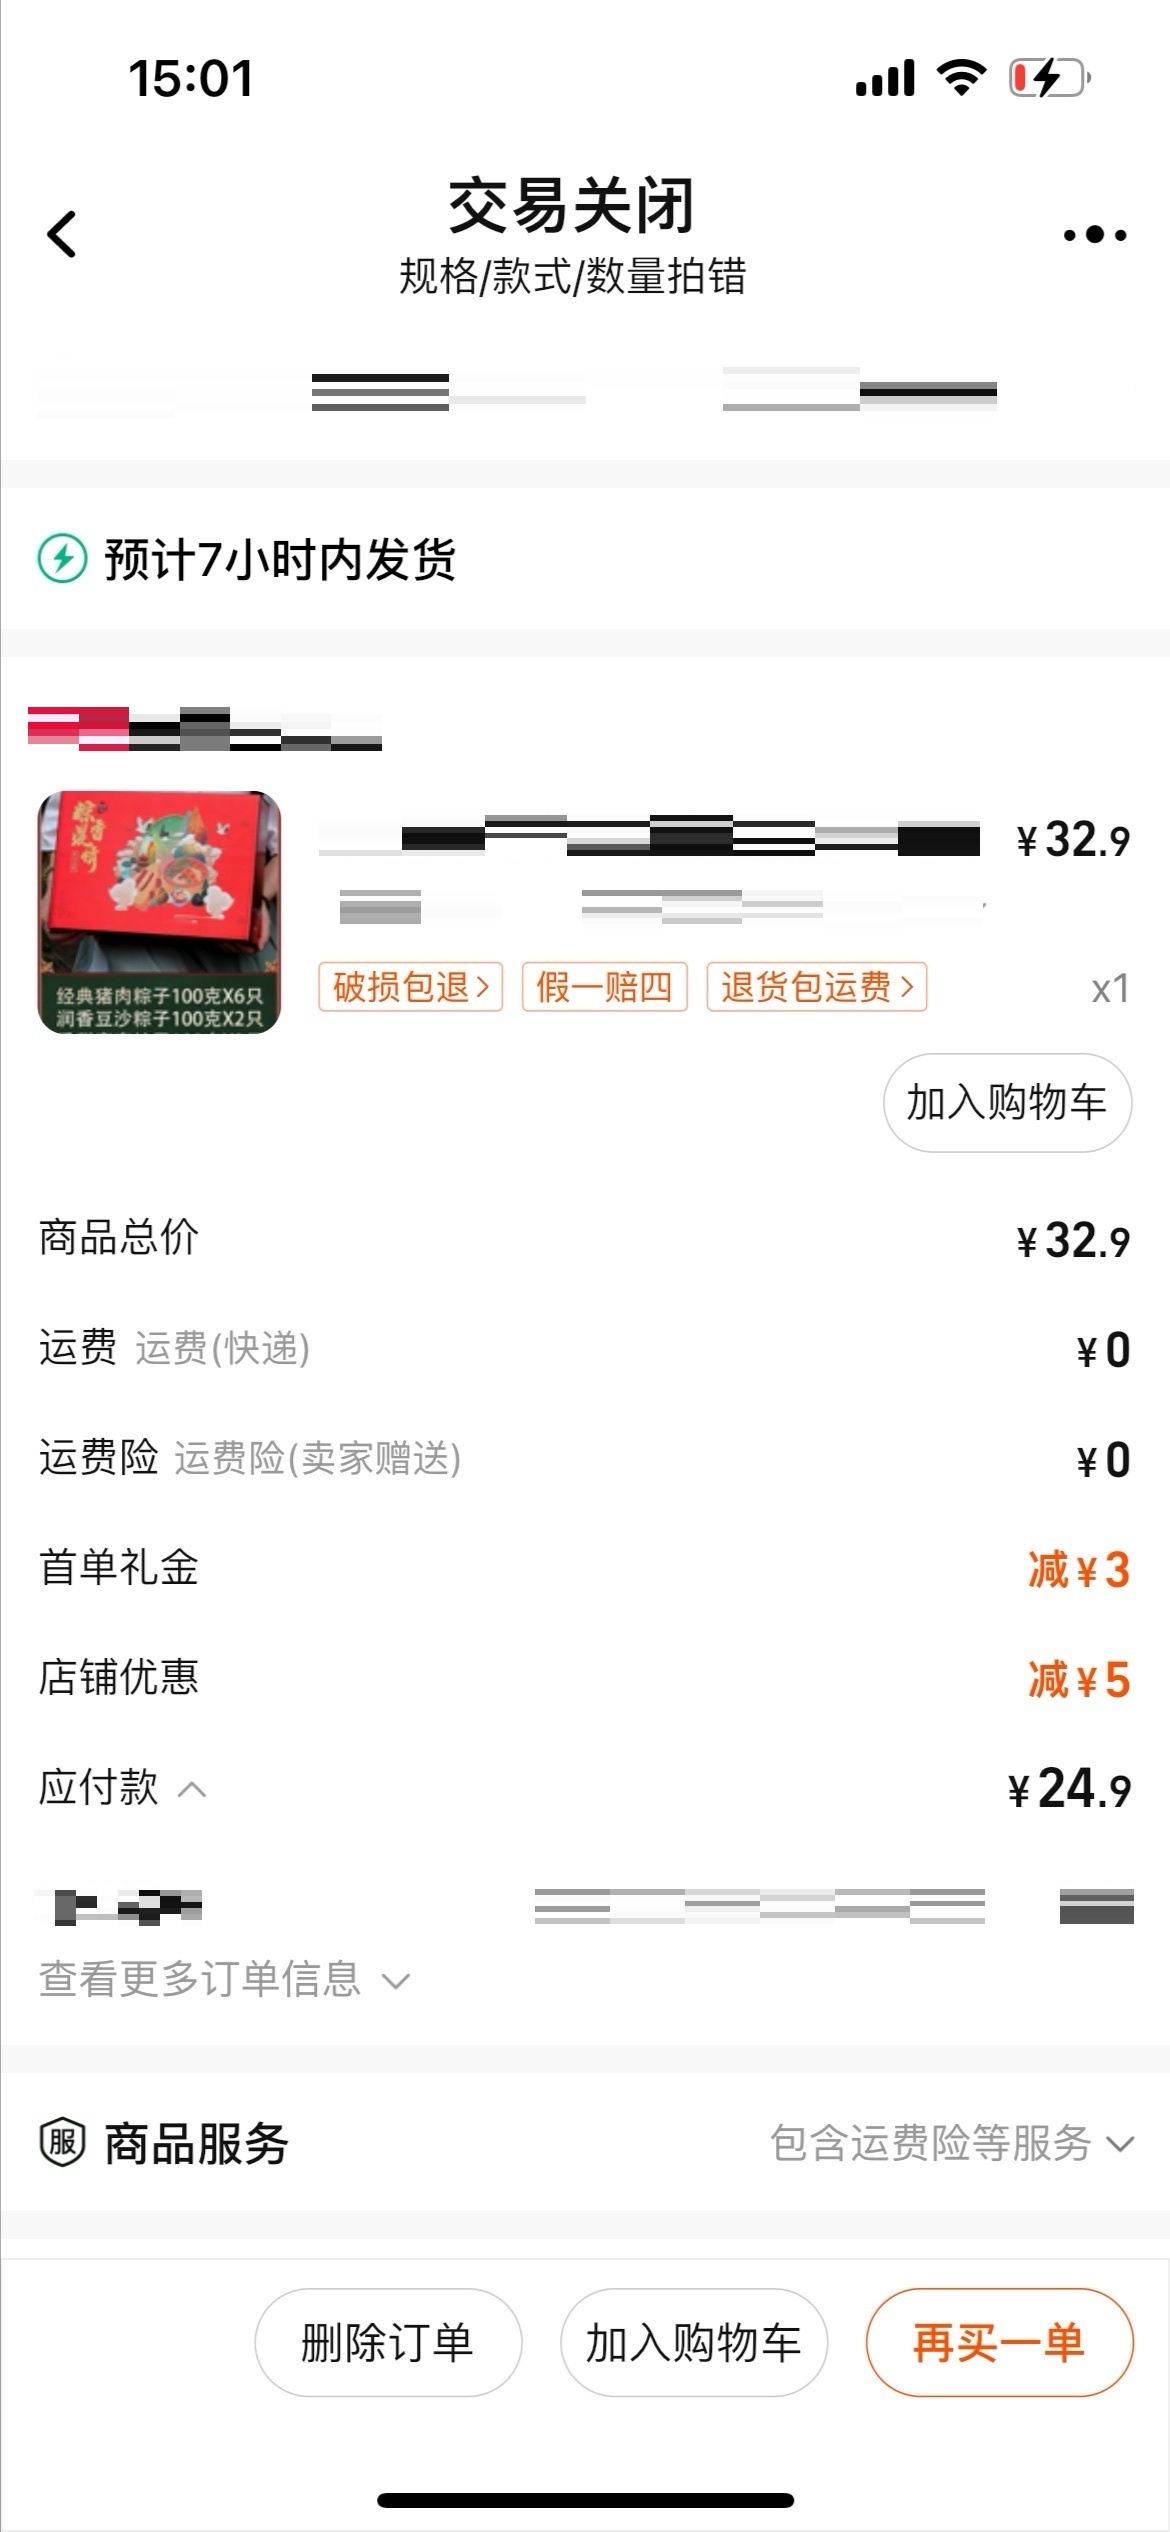 15:01
交易关闭
规格/款式/数量拍错
预计7小时内发货
¥32.9
经典猪肉粽子100克X6只
润香豆沙粽子100克X2只
破损包退> 假一赔四 退货包运费> x1
加入购物车
商品总价 ¥32.9
运费 运费(快递) ¥0
运费险 运费险(卖家赠送) ¥0
首单礼金 减¥3
店铺优惠 减¥5
应付款 ¥24.9
查看更多订单信息
服 商品服务 包含运费险等服务
删除订单 加入购物车 再买一单